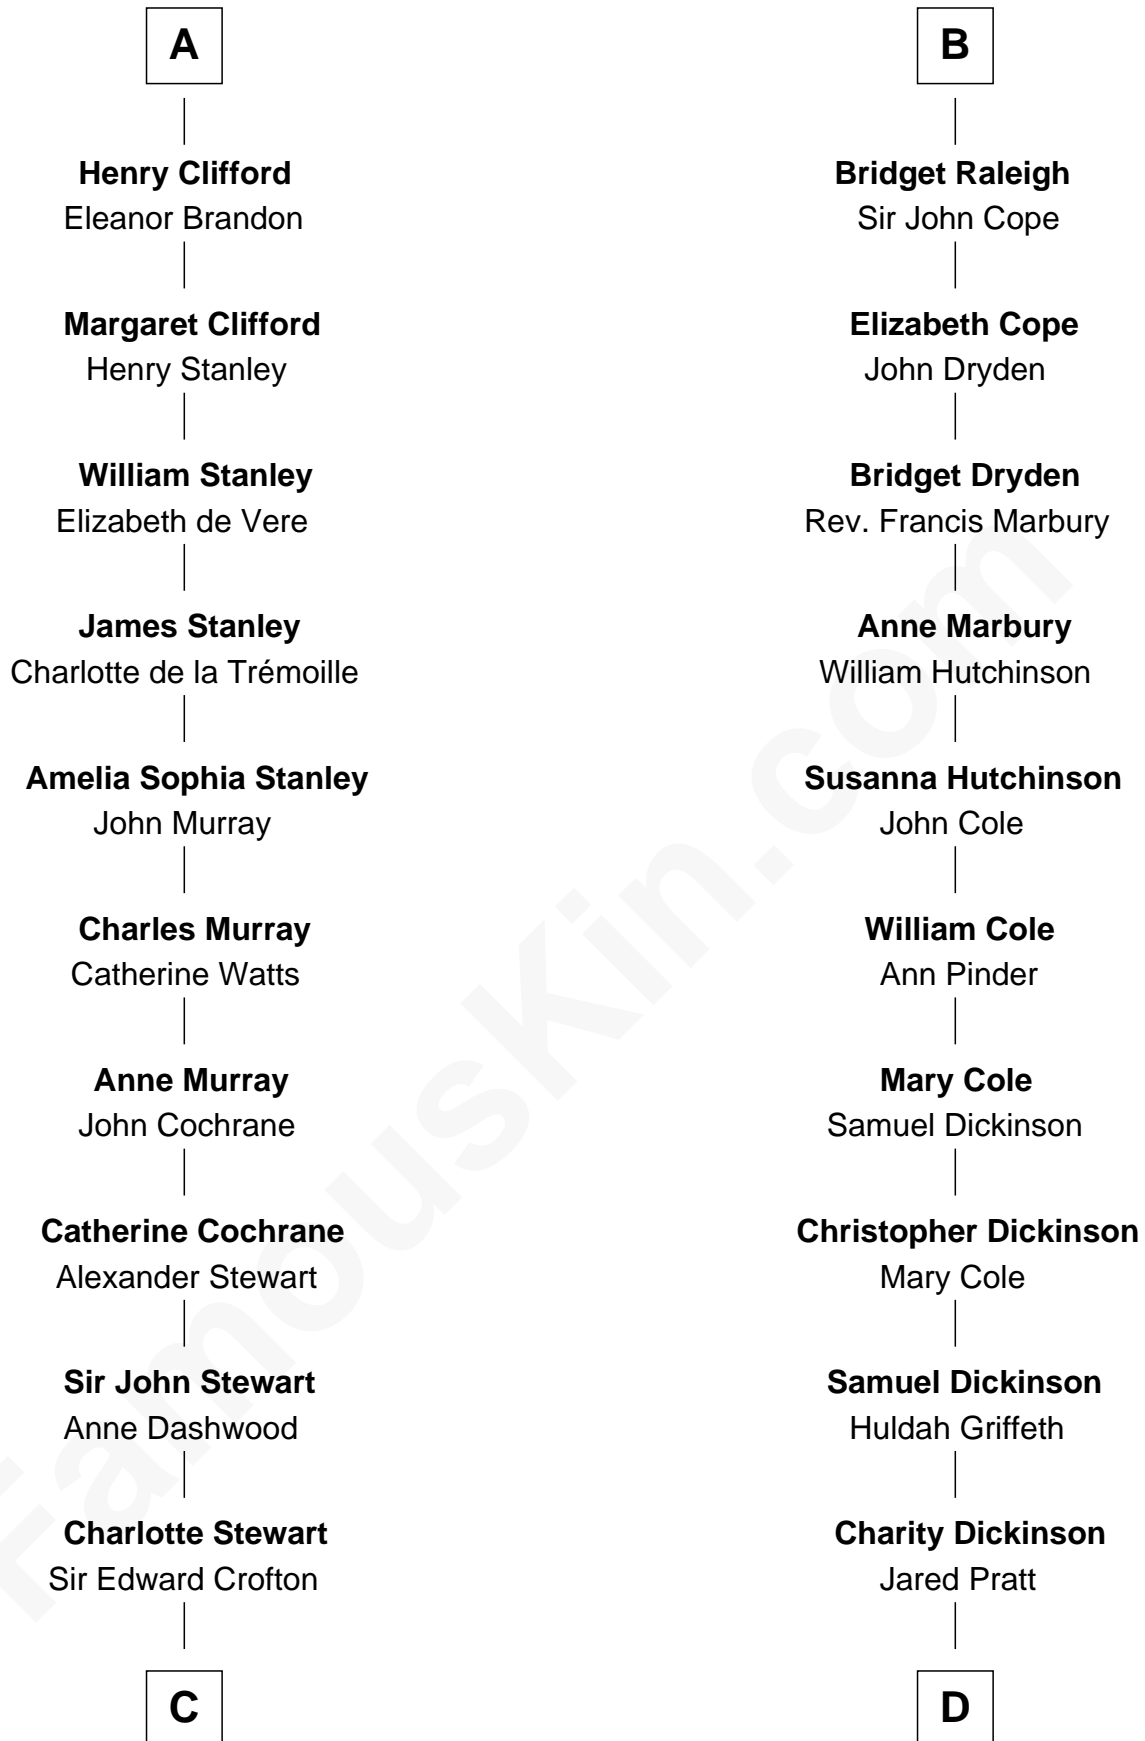 A
Henry Clifford
Eleanor Brandon
Margaret Clifford
Henry Stanley
William Stanley
Elizabeth de Vere
James Stanley
Charlotte de la Trémoille
Amelia Sophia Stanley
John Murray
Charles Murray
Catherine Watts
Anne Murray
John Cochrane
Catherine Cochrane
Alexander Stewart
Sir John Stewart
Anne Dashwood
Charlotte Stewart
Sir Edward Crofton
C
B
Bridget Raleigh
Sir John Cope
Elizabeth Cope
John Dryden
Bridget Dryden
Rev. Francis Marbury
Anne Marbury
William Hutchinson
Susanna Hutchinson
John Cole
William Cole
Ann Pinder
Mary Cole
Samuel Dickinson
Christopher Dickinson
Mary Cole
Samuel Dickinson
Huldah Griffeth
Charity Dickinson
Jared Pratt
D
FamousKin.com